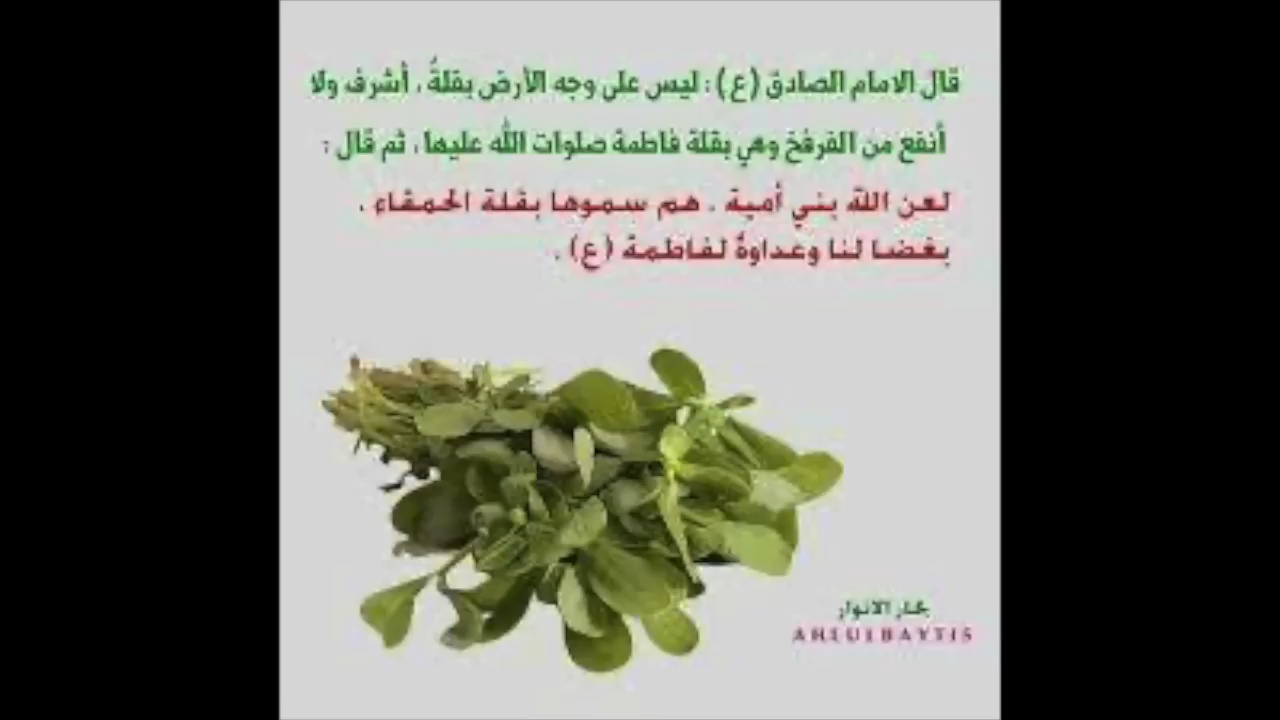 قال الامام الصادق (ع) : ليس على وجه الأرض بقلةُ ، أشرف ولا
أنفع من الفرفخ وهي بقلة فاطمة صلوات الله عليها ، ثم قال :
لعن الله بني أمية . هم سموها بقلة الحمقاء .
بغضا لنا وعداوةً لفاطمة (ع) .
بحار الانوار
AHLULBAYTIS